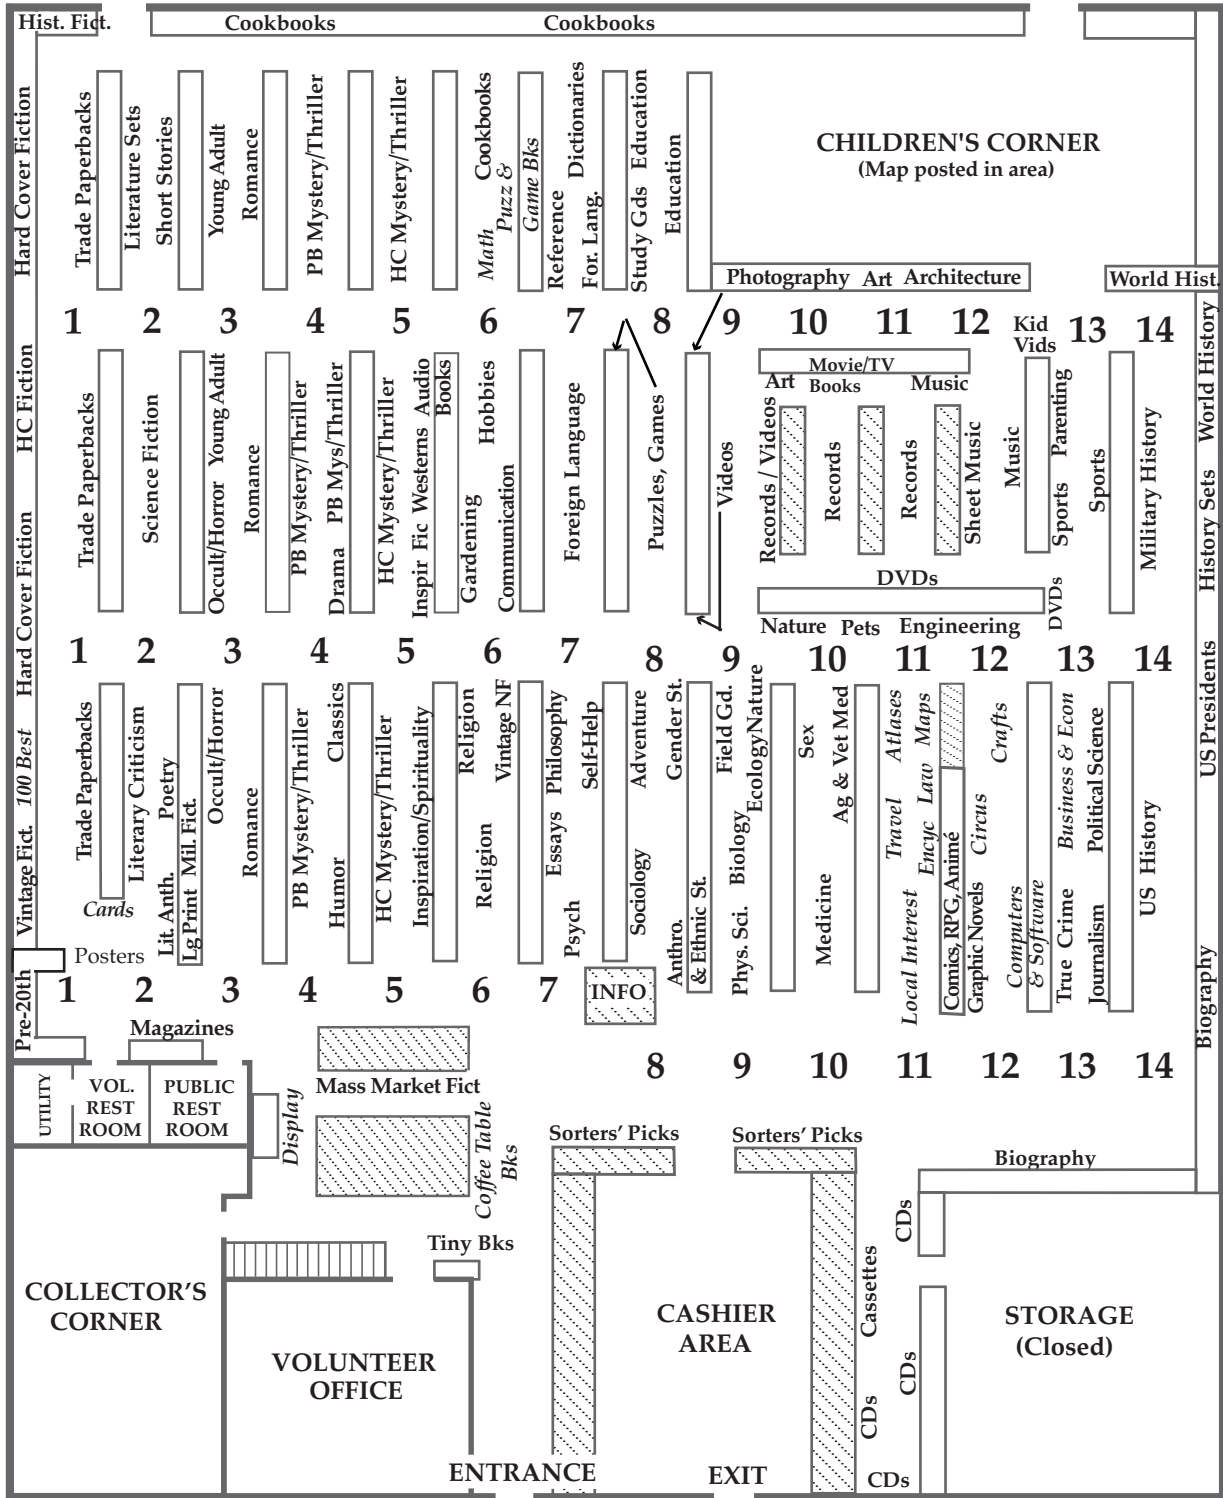 Hist. Fict.
Cookbooks
Cookbooks
Hard Cover Fiction
Trade Paperbacks
Literature Sets
Short Stories
Young Adult
Romance
PB Mystery/Thriller
HC Mystery/Thriller
Cookbooks
Math
Puzz &
Game Bks
Reference
Dictionaries
For. Lang.
Study Gds
Education
Education
CHILDREN'S CORNER
(Map posted in area)
Photography Art Architecture
World Hist.
1 2 3 4 5 6 7 8 9 10 11 12 13 14
Kid
Vids
HC Fiction
Hard Cover Fiction
Trade Paperbacks
Science Fiction
Occult/Horror
Young Adult
Romance
PB Mystery/Thriller
Drama
PB Mys/Thriller
HC Mystery/Thriller
Inspir Fic
Westerns
Audio
Books
Gardening
Hobbies
Communication
Foreign Language
Puzzles, Games
Videos
Movie/TV
Art
Books
Music
Records / Videos
Records
Records
Sheet Music
Music
Sports
Parenting
Sports
Military History
World History
History Sets
DVDs
DVDs
Nature Pets Engineering
1 2 3 4 5 6 7 8 9 10 11 12 13 14
100 Best
Vintage Fict.
Trade Paperbacks
Cards
Literary Criticism
Lit. Anth.
Poetry
Lg Print
Mil. Fict.
Occult/Horror
Romance
PB Mystery/Thriller
Humor
Classics
HC Mystery/Thriller
Inspiration/Spirituality
Religion
Religion
Vintage NF
Essays
Philosophy
Psych
Self-Help
Sociology
Adventure
Anthro.
& Ethnic St.
Gender St.
Field Gd.
Phys. Sci.
Biology
Ecology
Nature
Sex
Medicine
Ag & Vet Med
Travel
Atlases
Local Interest
Encyc
Law
Maps
Comics, RPG, Animé
Graphic Novels
Circus
Crafts
Computers
& Software
True Crime
Business & Econ
Journalism
Political Science
US History
US Presidents
Biography
Posters
Pre-20th
1 2 3 4 5 6 7
INFO
8 9 10 11 12 13 14
Magazines
Mass Market Fict
UTILITY
VOL.
REST
ROOM
PUBLIC
REST
ROOM
Display
Coffee Table
Bks
Sorters' Picks
Sorters' Picks
Biography
Tiny Bks
COLLECTOR'S
CORNER
VOLUNTEER
OFFICE
CASHIER
AREA
Cassettes
CDs
CDs
CDs
CDs
STORAGE
(Closed)
ENTRANCE
EXIT